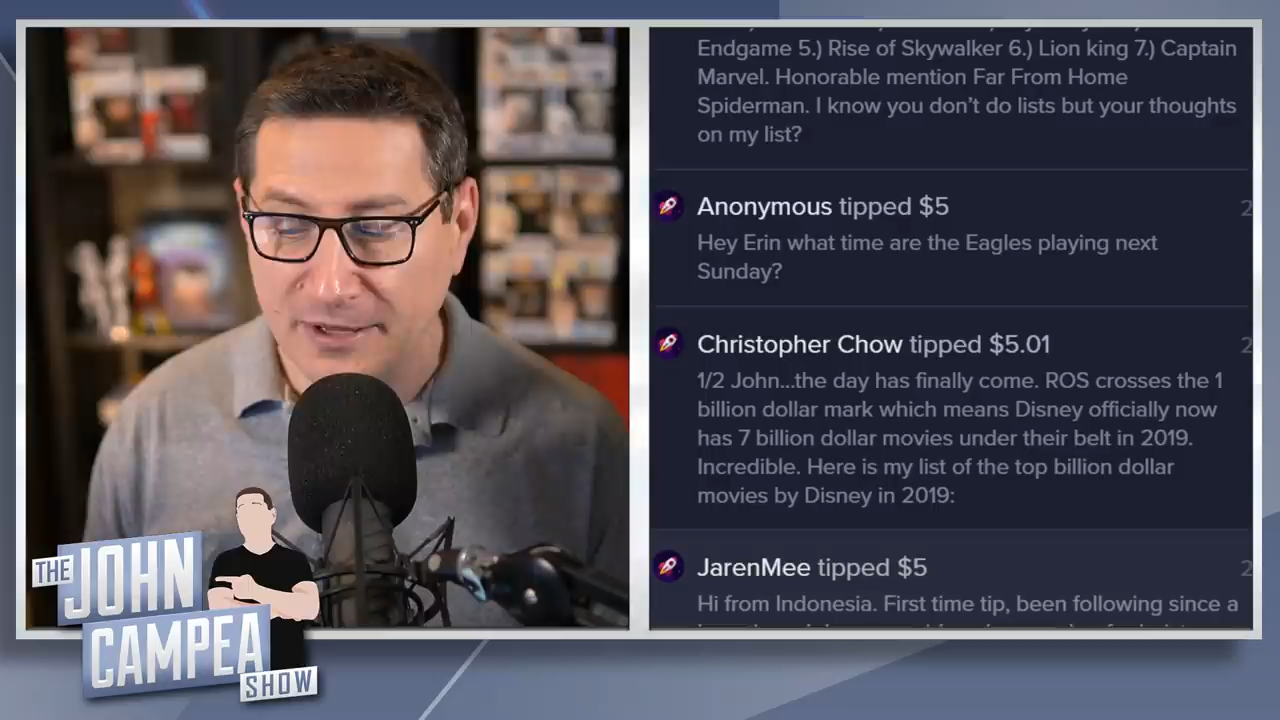 Endgame 5.) Rise of Skywalker 6.) Lion king 7.) Captain
Marvel. Honorable mention Far From Home
Spiderman. I know you don’t do lists but your thoughts
on my list?
Anonymous tipped $5
2
Hey Erin what time are the Eagles playing next
Sunday?
Christopher Chow tipped $5.01
2
1/2 John...the day has finally come. ROS crosses the 1
billion dollar mark which means Disney officially now
has 7 billion dollar movies under their belt in 2019.
Incredible. Here is my list of the top billion dollar
movies by Disney in 2019:
JarenMee tipped $5
2
Hi from Indonesia. First time tip, been following since a
THE
JOHN
CAMPEA
SHOW